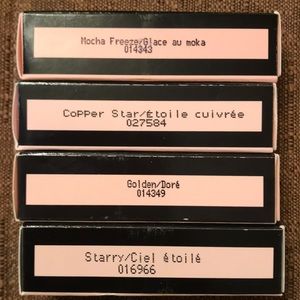 Mocha Freeze/Glace au moka
014343
Copper Star/Étoile cuivrée
027584
Golden/Doré
014349
Starry/Ciel étoilé
016966